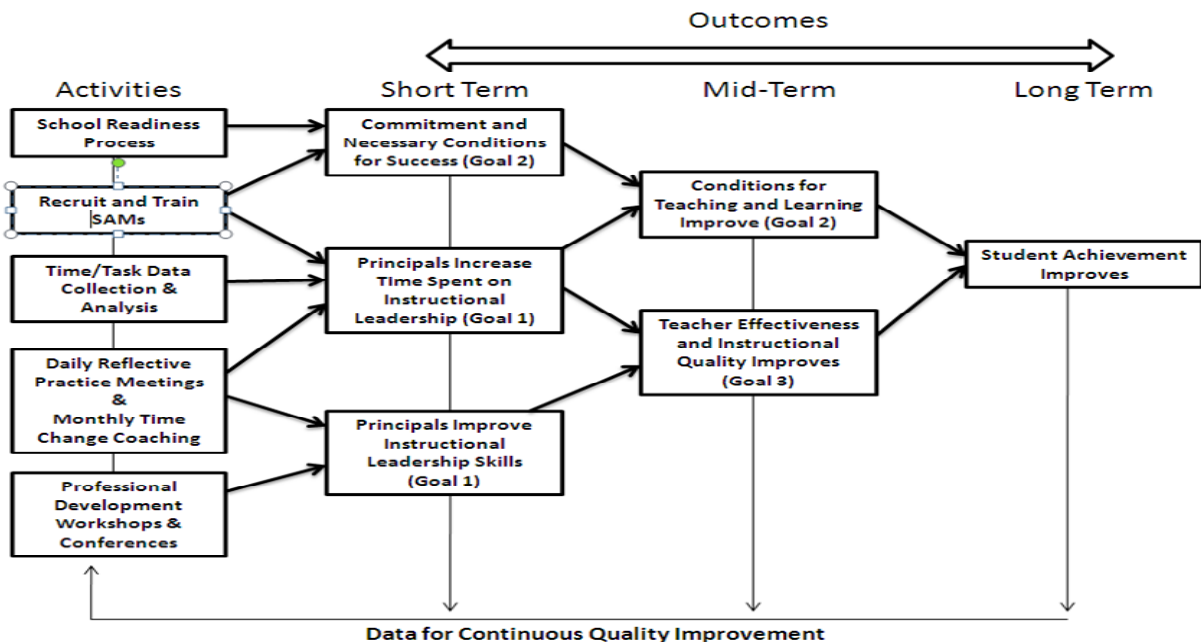 Outcomes
Activities
Short Term
Mid-Term
Long Term
School Readiness
Process
Recruit and Train
SAMs
Time/Task Data
Collection &
Analysis
Daily Reflective
Practice Meetings
&
Monthly Time
Change Coaching
Professional
Development
Workshops &
Conferences
Commitment and
Necessary Conditions
for Success (Goal 2)
Principals Increase
TIme Spent on
Instructional
Leadership (Goal 1)
Principals Improve
Instructional
Leadership Skills
(Goal 1)
Conditions for
Teaching and Learning
Improve (Goal 2)
Teacher Effectiveness
and Instructional
Quality Improves
(Goal 3)
Student Achievement
Improves
Data for Continuous Quality Improvement